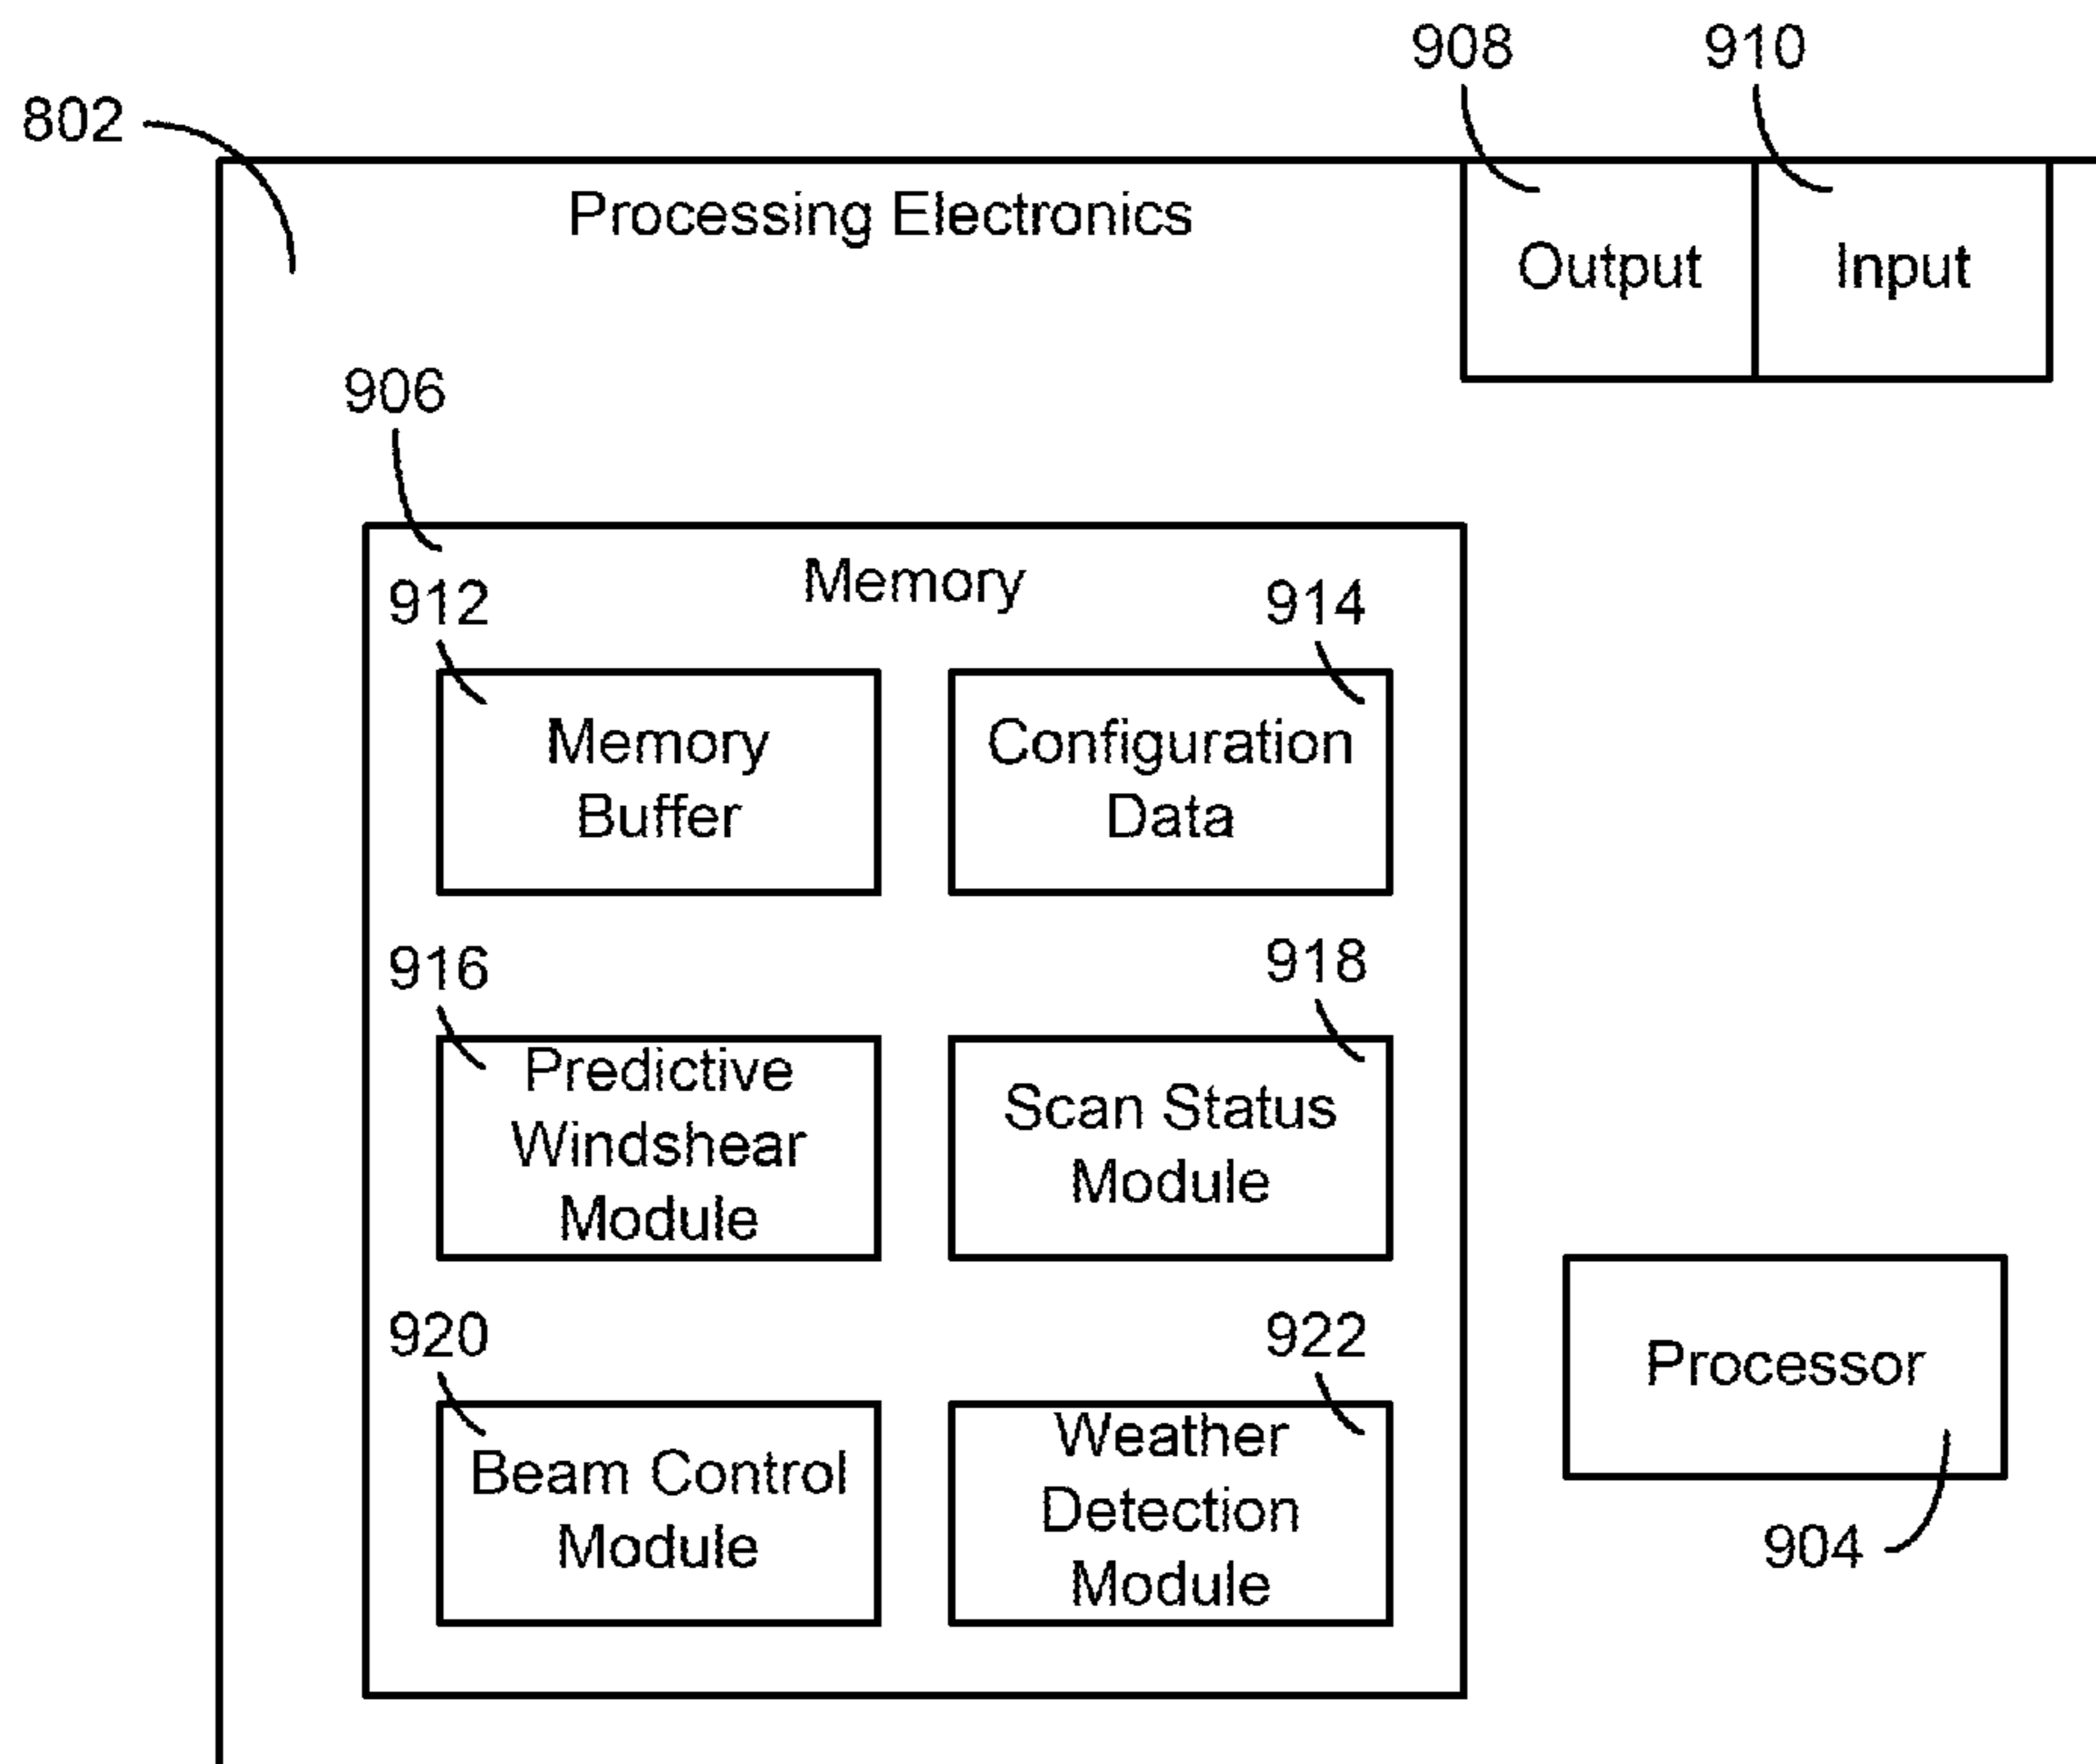 908
910
802
Processing Electronics
Output
Input
906
Memory
912
914
Memory
Buffer
Configuration
Data
916
918
Predictive
Windshear
Module
Scan Status
Module
920
922
Beam Control
Module
Weather
Detection
Module
Processor
904